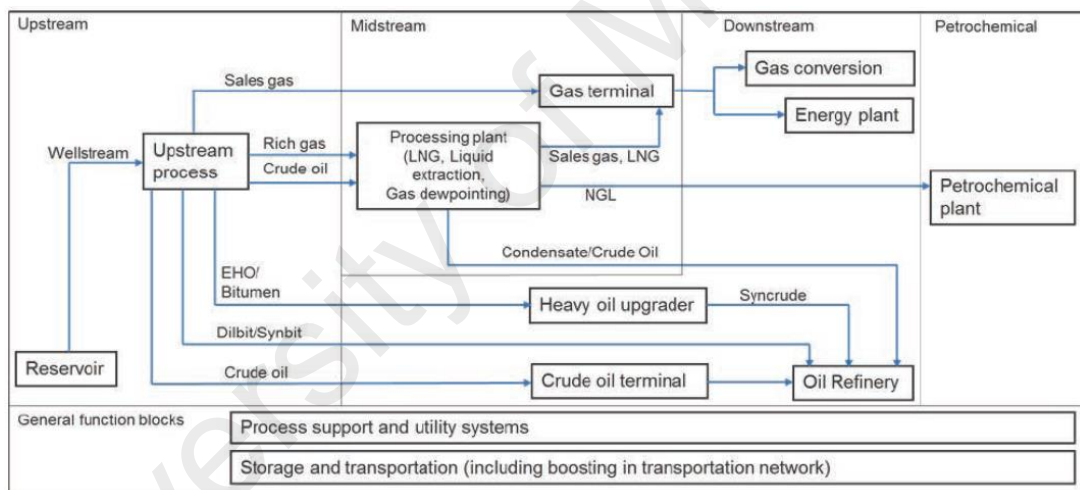 Upstream
Midstream
Downstream
Petrochemical
Sales gas
Gas terminal
Gas conversion
Energy plant
Wellstream
Upstream
process
Rich gas
Crude oil
Processing plant
(LNG, Liquid
extraction,
Gas dewpointing)
Sales gas, LNG
NGL
Petrochemical
plant
Condensate/Crude Oil
EHO/
Bitumen
Heavy oil upgrader
Syncrude
Dilbit/Synbit
Reservoir
Crude oil
Crude oil terminal
Oil Refinery
General function blocks
Process support and utility systems
Storage and transportation (including boosting in transportation network)
versity of M